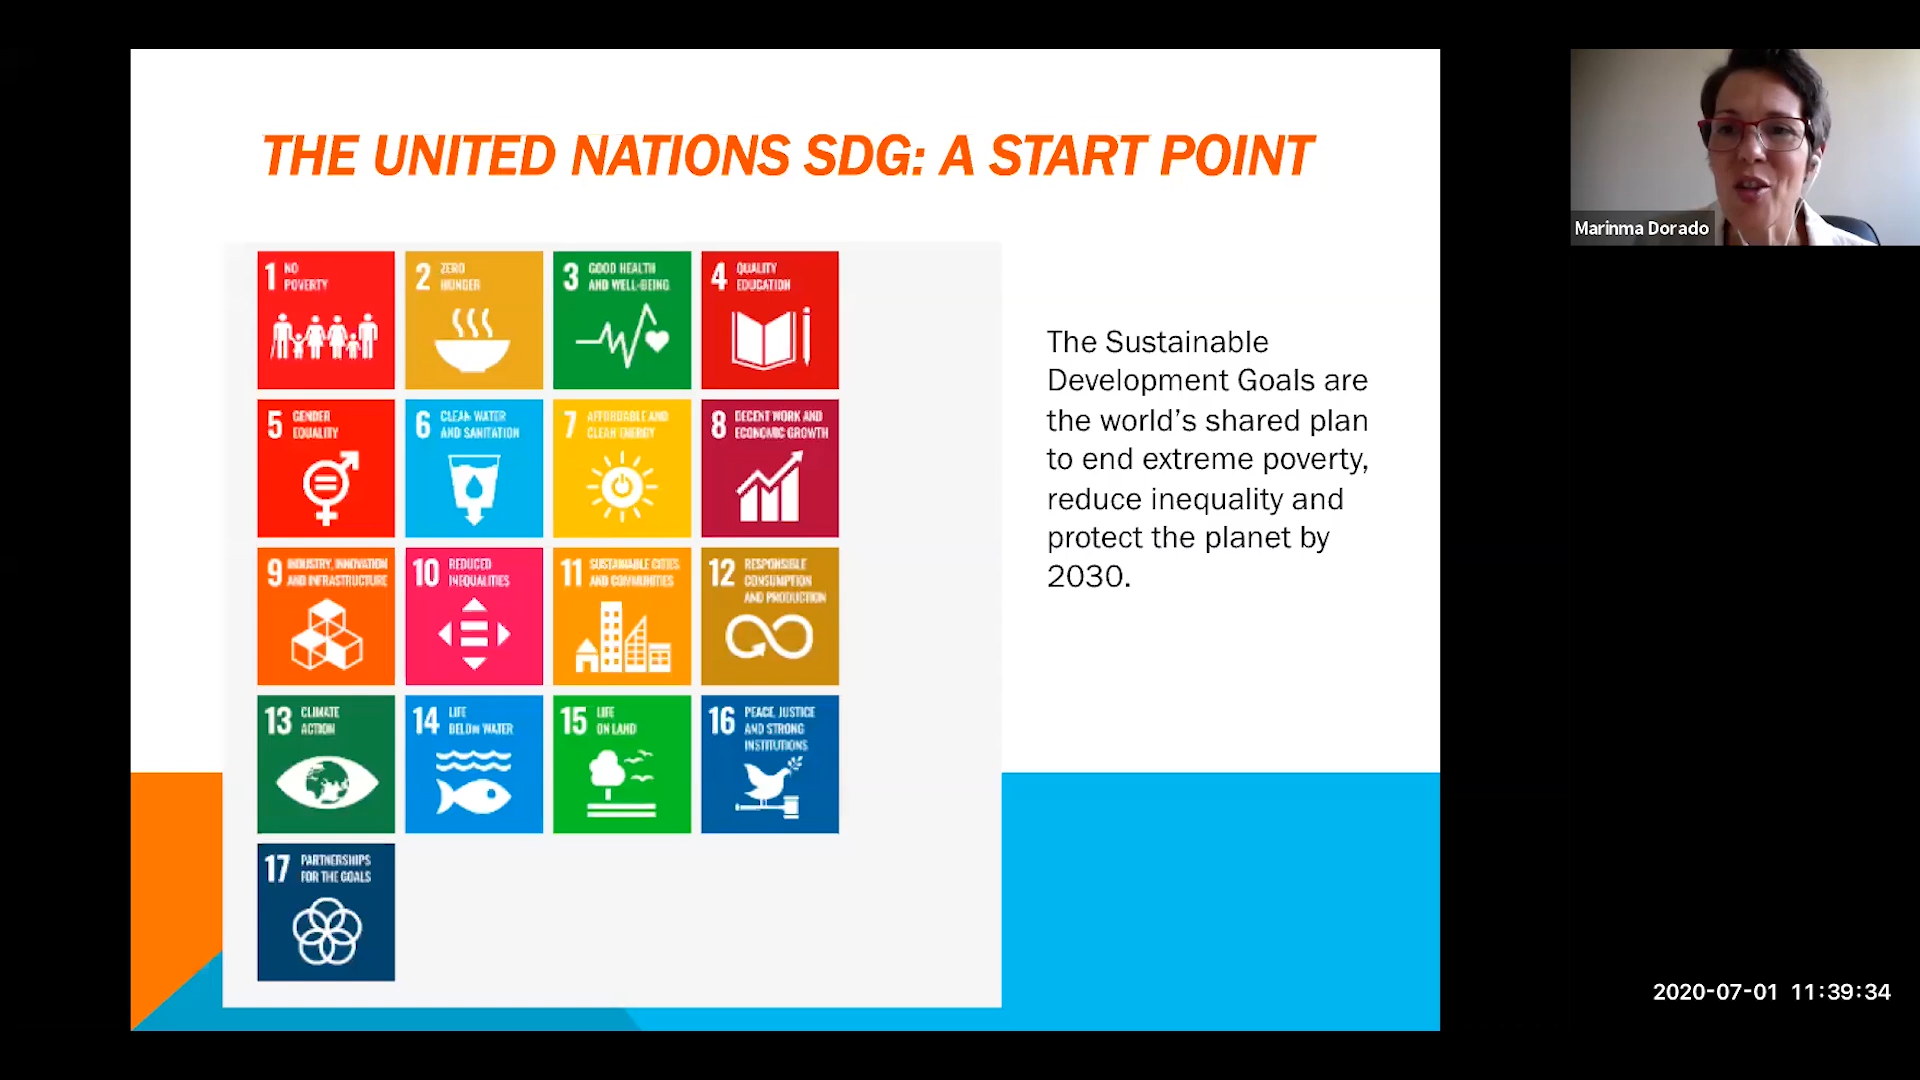 THE UNITED NATIONS SDG: A START POINT
1 NO
POVERTY
2 ZERO
HUNGER
3 GOOD HEALTH
AND WELL-BEING
4 QUALITY
EDUCATION
5 GENDER
EQUALITY
6 CLEAN WATER
AND SANITATION
7 AFFORDABLE AND
CLEAN ENERGY
8 DECENT WORK AND
ECONOMIC GROWTH
9 INDUSTRY, INNOVATION
AND INFRASTRUCTURE
10 REDUCED
INEQUALITIES
11 SUSTAINABLE CITIES
AND COMMUNITIES
12 RESPONSIBLE
CONSUMPTION
AND PRODUCTION
13 CLIMATE
ACTION
14 LIFE
BELOW WATER
15 LIFE
ON LAND
16 PEACE, JUSTICE
AND STRONG
INSTITUTIONS
17 PARTNERSHIPS
FOR THE GOALS
The Sustainable
Development Goals are
the world’s shared plan
to end extreme poverty,
reduce inequality and
protect the planet by
2030.
Marinma Dorado
2020-07-01 11:39:34